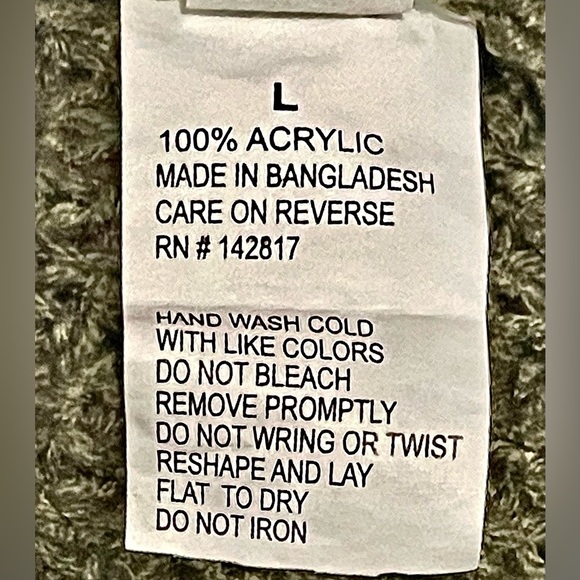 L
100% ACRYLIC
MADE IN BANGLADESH
CARE ON REVERSE
RN # 142817
HAND WASH COLD
WITH LIKE COLORS
DO NOT BLEACH
REMOVE PROMPTLY
DO NOT WRING OR TWIST
RESHAPE AND LAY
FLAT TO DRY
DO NOT IRON